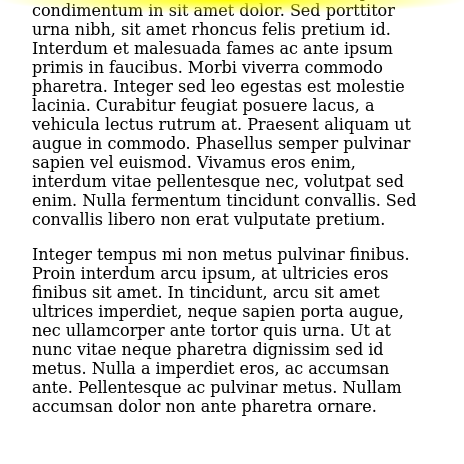 condimentum in sit amet dolor. Sed porttitor
urna nibh, sit amet rhoncus felis pretium id.
Interdum et malesuada fames ac ante ipsum
primis in faucibus. Morbi viverra commodo
pharetra. Integer sed leo egestas est molestie
lacinia. Curabitur feugiat posuere lacus, a
vehicula lectus rutrum at. Praesent aliquam ut
augue in commodo. Phasellus semper pulvinar
sapien vel euismod. Vivamus eros enim,
interdum vitae pellentesque nec, volutpat sed
enim. Nulla fermentum tincidunt convallis. Sed
convallis libero non erat vulputate pretium.
Integer tempus mi non metus pulvinar finibus.
Proin interdum arcu ipsum, at ultricies eros
finibus sit amet. In tincidunt, arcu sit amet
ultrices imperdiet, neque sapien porta augue,
nec ullamcorper ante tortor quis urna. Ut at
nunc vitae neque pharetra dignissim sed id
metus. Nulla a imperdiet eros, ac accumsan
ante. Pellentesque ac pulvinar metus. Nullam
accumsan dolor non ante pharetra ornare.